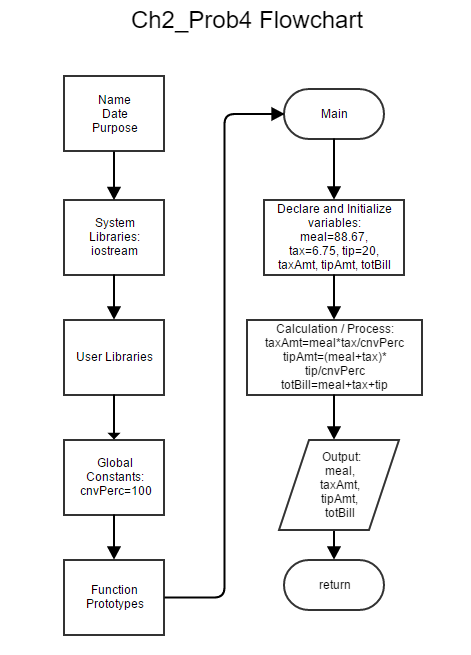 Ch2_Prob4 Flowchart
Name
Date
Purpose
System
Libraries:
iostream
User Libraries
Global
Constants:
cnvPerc=100
Function
Prototypes
Main
Declare and Initialize
variables:
meal=88.67,
tax=6.75, tip=20,
taxAmt, tipAmt, totBill
Calculation / Process:
taxAmt=meal*tax/cnvPerc
tipAmt=(meal+tax)*
tip/cnvPerc
totBill=meal+tax+tip
Output:
meal,
taxAmt,
tipAmt,
totBill
return